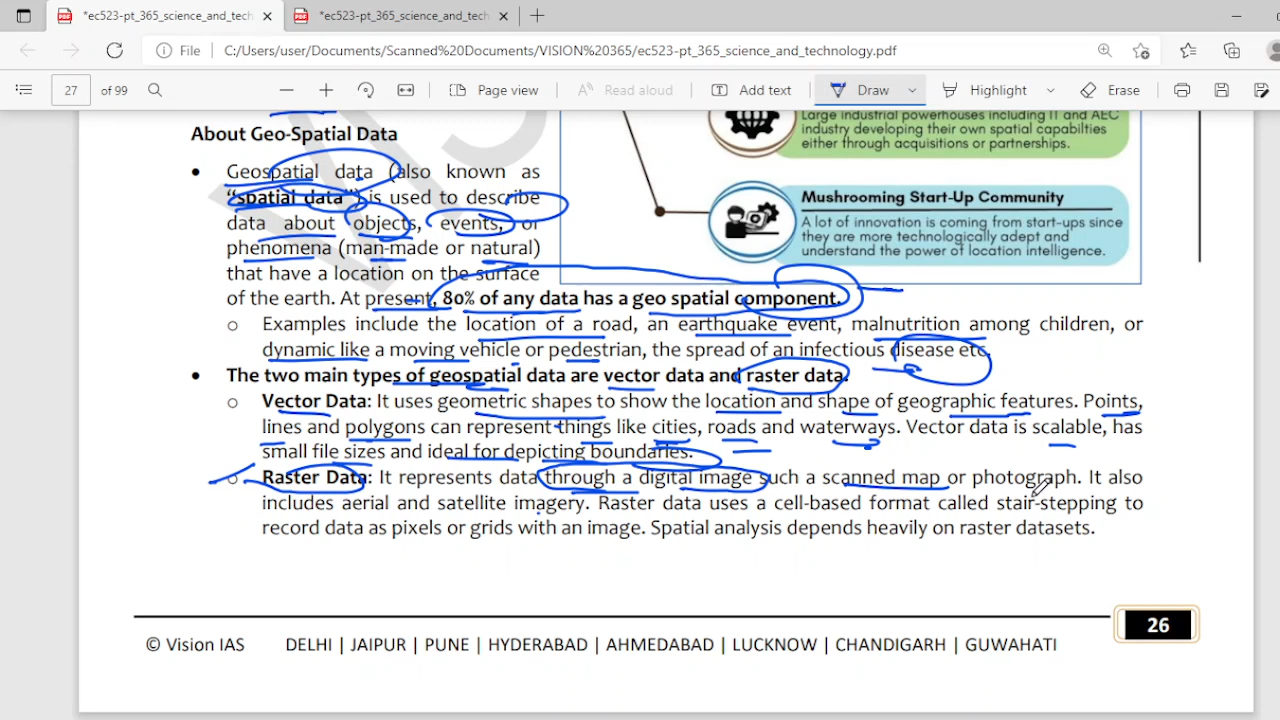 *ec523-pt_365_science_and_tech
*ec523-pt_365_science_and_tech
File
C:/Users/user/Documents/Scanned%20Documents/VISION%20365/ec523-pt_365_science_and_technology.pdf
27 of 99
Page view
Read aloud
Add text
Draw
Highlight
Erase
Large industrial powerhouses including IT and AEC
industry developing their own spatial capabilties
either through acquisitions or partnerships.
Mushrooming Start-Up Community
A lot of innovation is coming from start-ups since
they are more technologically adept and
understand the power of location intelligence.
About Geo-Spatial Data
• Geospatial data (also known as
“spatial data”) is used to describe
data about objects, events, or
phenomena (man-made or natural)
that have a location on the surface
of the earth. At present, 80% of any data has a geo spatial component.
o Examples include the location of a road, an earthquake event, malnutrition among children, or
dynamic like a moving vehicle or pedestrian, the spread of an infectious disease etc.
• The two main types of geospatial data are vector data and raster data.
o Vector Data: It uses geometric shapes to show the location and shape of geographic features. Points,
lines and polygons can represent things like cities, roads and waterways. Vector data is scalable, has
small file sizes and ideal for depicting boundaries.
o Raster Data: It represents data through a digital image such a scanned map or photograph. It also
includes aerial and satellite imagery. Raster data uses a cell-based format called stair-stepping to
record data as pixels or grids with an image. Spatial analysis depends heavily on raster datasets.
26
© Vision IAS
DELHI | JAIPUR | PUNE | HYDERABAD | AHMEDABAD | LUCKNOW | CHANDIGARH | GUWAHATI